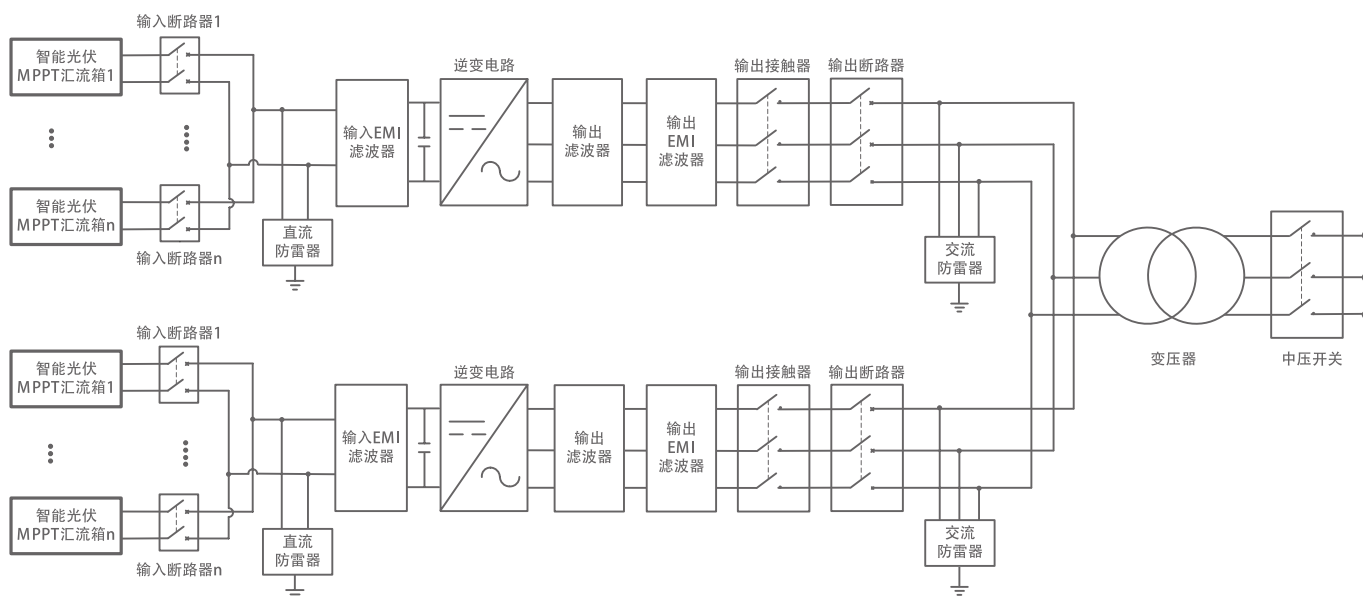 输入断路器1
智能光伏
MPPT汇流箱1
智能光伏
MPPT汇流箱n
输入断路器n
直流
防雷器
输入EMI
滤波器
逆变电路
输出
滤波器
输出
EMI
滤波器
输出接触器
输出断路器
交流
防雷器
变压器
中压开关
输入断路器1
智能光伏
MPPT汇流箱1
智能光伏
MPPT汇流箱n
输入断路器n
直流
防雷器
输入EMI
滤波器
逆变电路
输出
滤波器
输出
EMI
滤波器
输出接触器
输出断路器
交流
防雷器